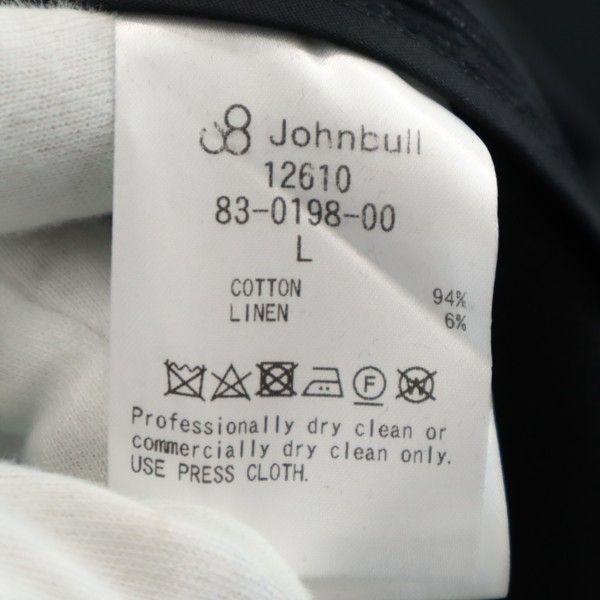 Johnbull
12610
83-0198-00
L
COTTON 94%
LINEN 6%
F W
Professionally dry clean or
commercially dry clean only.
USE PRESS CLOTH.